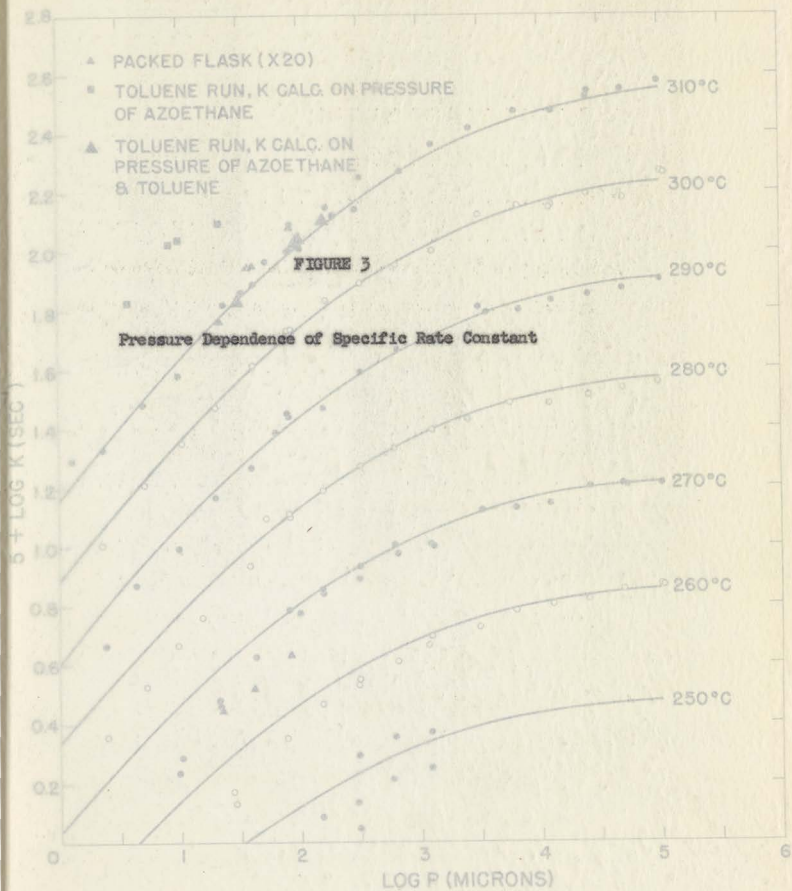 2.8
▲ PACKED FLASK (X20)
■ TOLUENE RUN, K CALC. ON PRESSURE
OF AZOETHANE
▲ TOLUENE RUN, K CALC. ON
PRESSURE OF AZOETHANE
& TOLUENE
2.6
2.4
2.2
2.0
1.8
1.6
1.4
1.2
1.0
0.8
0.6
0.4
0.2
0
310°C
300°C
290°C
280°C
270°C
260°C
250°C
FIGURE 3
Pressure Dependence of Specific Rate Constant
5 + LOG K (SEC
0 1 2 3 4 5 6
LOG P (MICRONS)